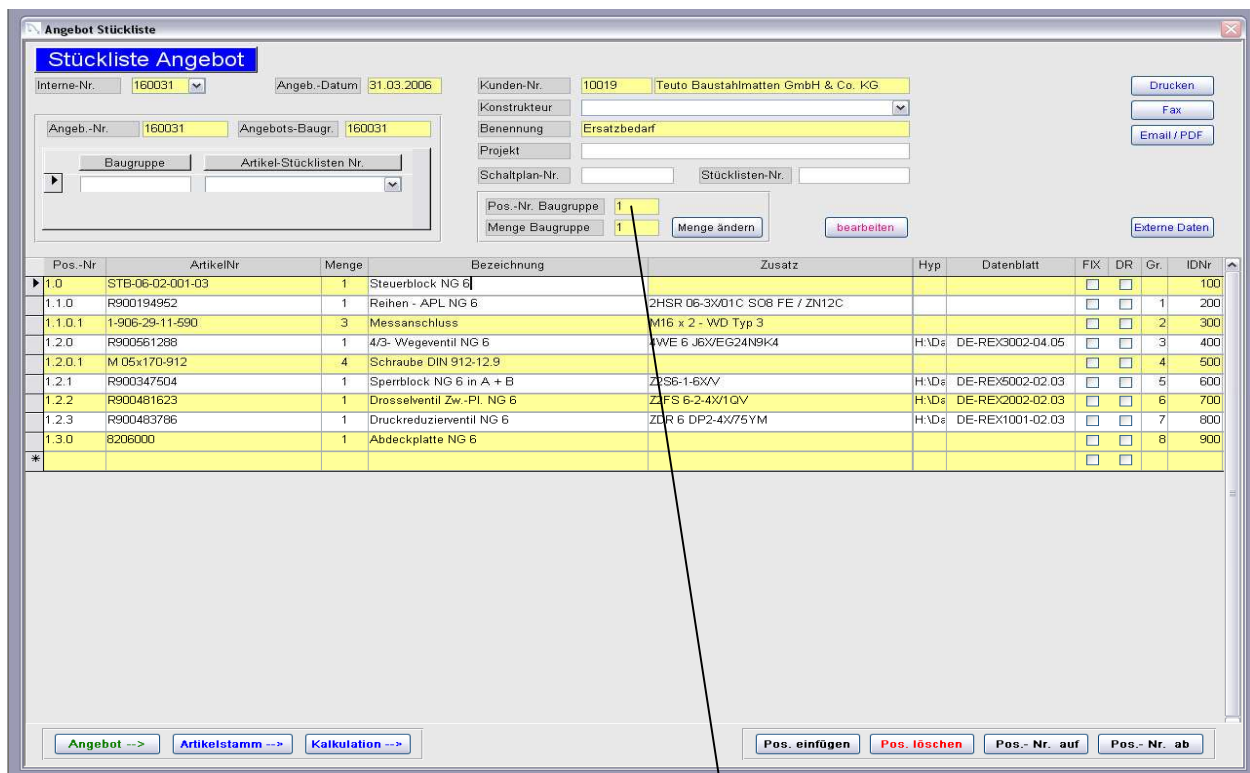 Angebot Stückliste
Stückliste Angebot
Interne-Nr. 160031 Angeb.-Datum 31.03.2006 Kunden-Nr. 10019 Teuto Baustahlmatten GmbH & Co. KG Drucken
Konstrukteur Fax
Angeb.-Nr. 160031 Angebots-Baugr. 160031 Benennung Ersatzbedarf Email / PDF
Projekt
Baugruppe Artikel-Stücklisten Nr.
Schaltplan-Nr. Stücklisten-Nr.
Pos.-Nr. Baugruppe 1
Menge Baugruppe 1 Menge ändern bearbeiten Externe Daten
Pos.-Nr ArtikelNr Menge Bezeichnung Zusatz Hyp Datenblatt FIX DR Gr. IDNr
1.0 STB-06-02-001-03 1 Steuerblock NG 6 100
1.1.0 R900194952 1 Reihen - APL NG 6 2HSR 06-3X/01C SO8 FE / ZN12C 1 200
1.1.0.1 1-906-29-11-590 3 Messanschluss M16 x 2 - WD Typ 3 2 300
1.2.0 R900561288 1 4/3- Wegeventil NG 6 4WE 6 J6X/EG24N9K4 H:\Da DE-REX3002-04.05 3 400
1.2.0.1 M 05x170-912 4 Schraube DIN 912-12.9 4 500
1.2.1 R900347504 1 Sperrblock NG 6 in A + B Z2S6-1-6X/V H:\Da DE-REX5002-02.03 5 600
1.2.2 R900481623 1 Drosselventil Zw.-Pl. NG 6 Z2FS 6-2-4X/1QV H:\Da DE-REX2002-02.03 6 700
1.2.3 R900483786 1 Druckreduzierventil NG 6 ZDR 6 DP2-4X/75YM H:\Da DE-REX1001-02.03 7 800
1.3.0 8206000 1 Abdeckplatte NG 6 8 900
Angebot --> Artikelstamm --> Kalkulation --> Pos. einfügen Pos. löschen Pos.- Nr. auf Pos.- Nr. ab